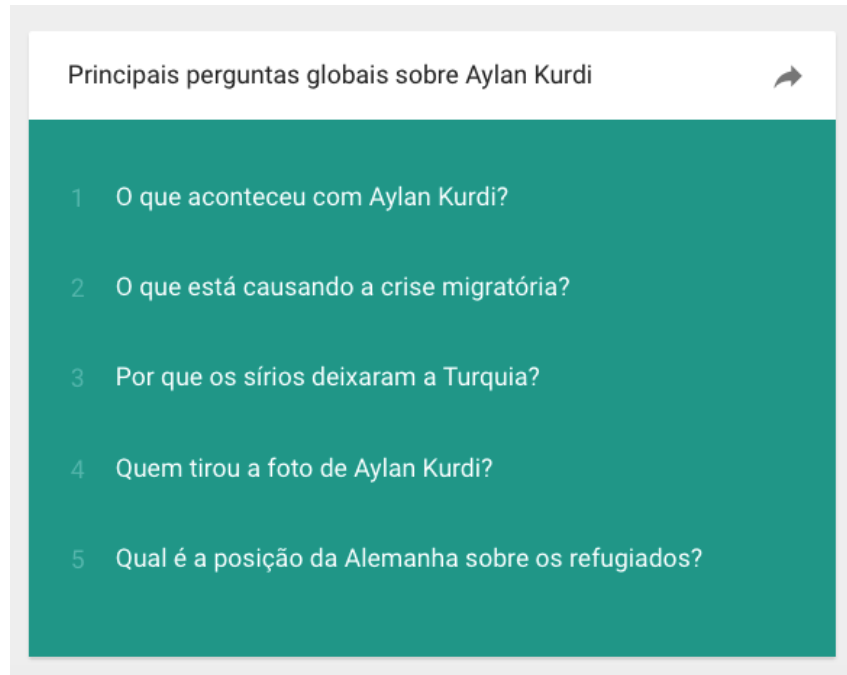 Principais perguntas globais sobre Aylan Kurdi
1 O que aconteceu com Aylan Kurdi?
2 O que está causando a crise migratória?
3 Por que os sírios deixaram a Turquia?
4 Quem tirou a foto de Aylan Kurdi?
5 Qual é a posição da Alemanha sobre os refugiados?